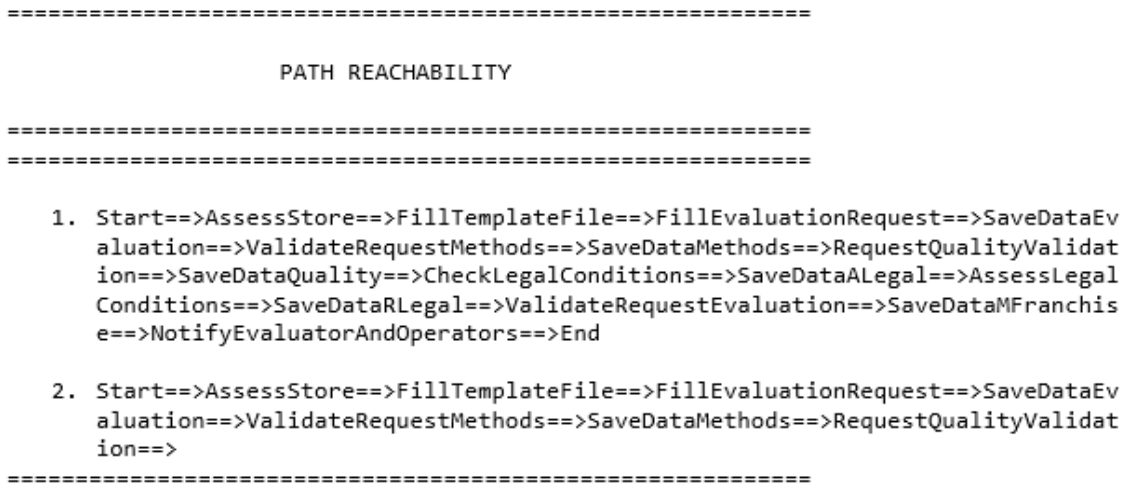 ===========================================================
PATH REACHABILITY
===========================================================
===========================================================
1. Start==>AssessStore==>FillTemplateFile==>FillEvaluationRequest==>SaveDataEv
aluation==>ValidateRequestMethods==>SaveDataMethods==>RequestQualityValidat
ion==>SaveDataQuality==>CheckLegalConditions==>SaveDataALegal==>AssessLegal
Conditions==>SaveDataRLegal==>ValidateRequestEvaluation==>SaveDataMFranchis
e==>NotifyEvaluatorAndOperators==>End
2. Start==>AssessStore==>FillTemplateFile==>FillEvaluationRequest==>SaveDataEv
aluation==>ValidateRequestMethods==>SaveDataMethods==>RequestQualityValidat
ion==>
===========================================================